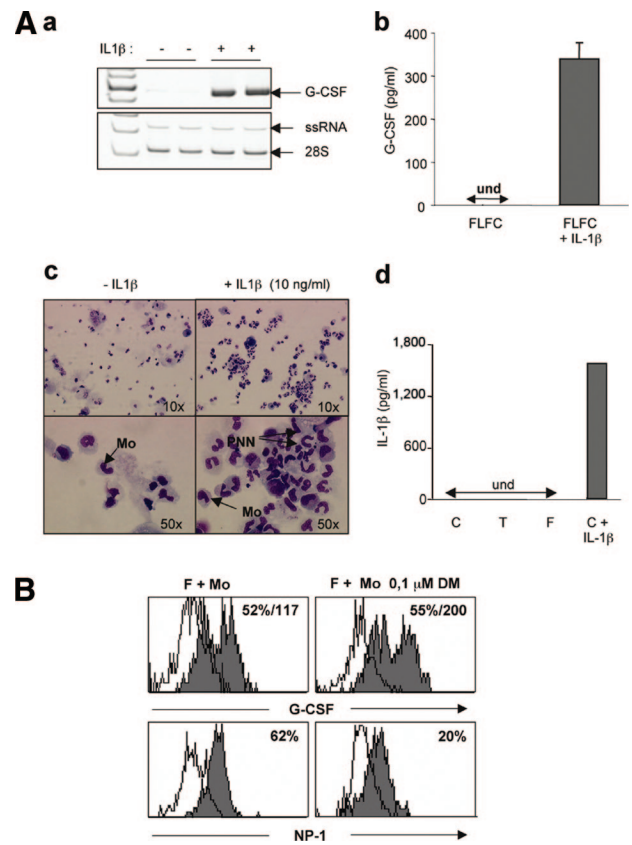 A a
IL1β : - - + +
G-CSF
ssRNA
28S
b
G-CSF (pg/ml)
400
300
200
100
0
und
FLFC
FLFC + IL-1β
c
- IL1β
+ IL1β (10 ng/ml)
10x
10x
Mo
50x
PNN
Mo
50x
d
IL-1β (pg/ml)
1,800
1,200
600
0
und
C T F C + IL-1β
B
F + Mo
F + Mo 0,1 μM DM
52%/117
55%/200
G-CSF
62%
20%
NP-1